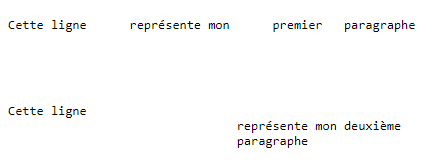 Cette ligne représente mon premier paragraphe
Cette ligne
représente mon deuxième
paragraphe